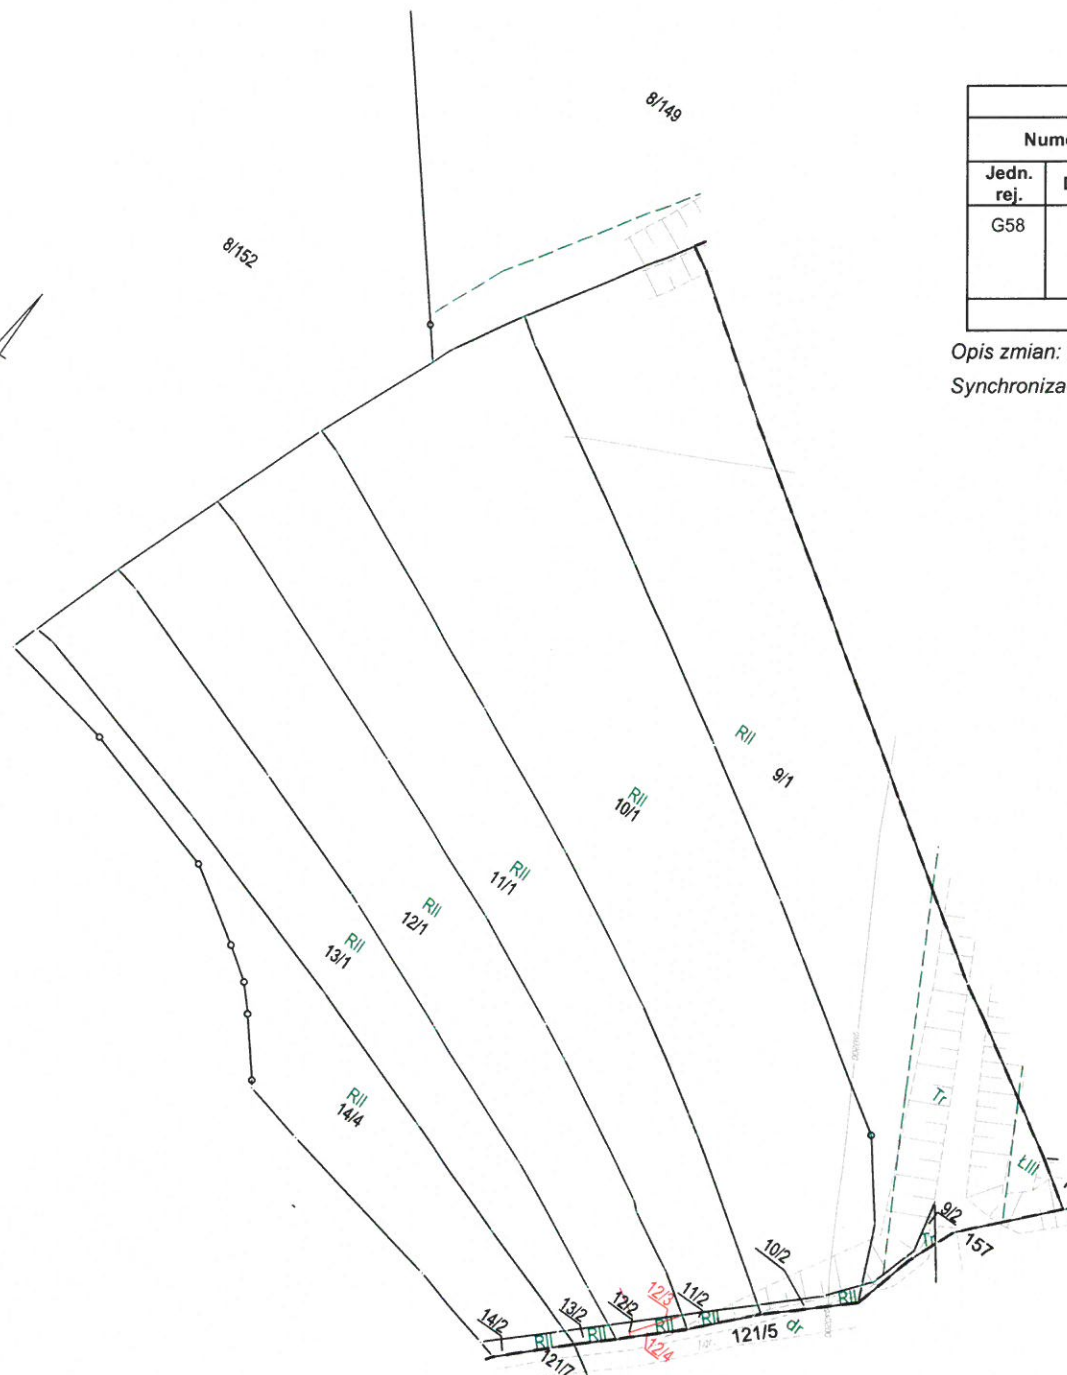 8/149
8/152
Nume
Jedn.
rej.
G58
Opis zmian:
Synchroniza
RII
9/1
RII
10/1
RII
11/1
RII
12/1
RII
13/1
RII
14/4
Tr
ŁIII
9/2
Tr
157
10/2
RII
11/2
RII
12/3
RII
12/2
12/4
13/2
RII
14/2
RII
121/5
dr
121/7